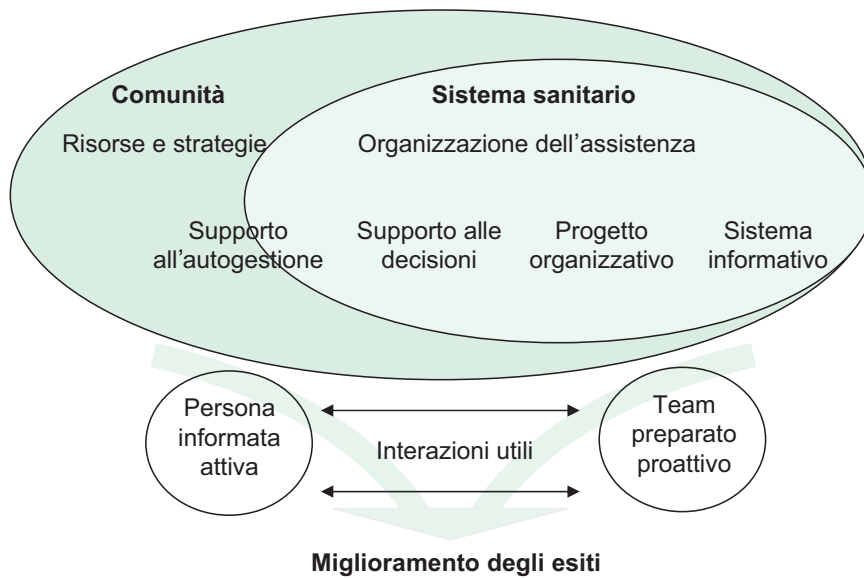 Comunità
Sistema sanitario
Risorse e strategie
Organizzazione dell'assistenza
Supporto
all'autogestione
Supporto alle
decisioni
Progetto
organizzativo
Sistema
informativo
Persona
informata
attiva
Interazioni utili
Team
preparato
proattivo
Miglioramento degli esiti